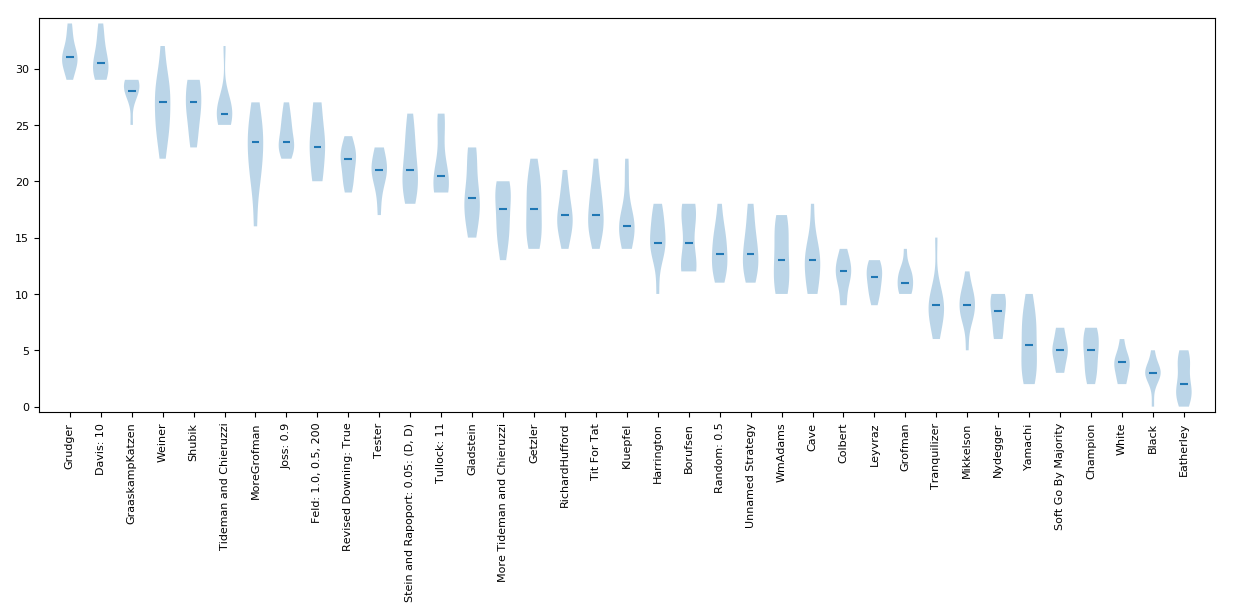 30
25
20
15
10
5
0
Grudger
Davis: 10
GraaskampKatzen
Weiner
Shubik
Tideman and Chieruzzi
MoreGrofman
Joss: 0.9
Feld: 1.0, 0.5, 200
Revised Downing: True
Tester
Stein and Rapoport: 0.05: (D, D)
Tullock: 11
Gladstein
More Tideman and Chieruzzi
Getzler
RichardHufford
Tit For Tat
Kluepfel
Harrington
Borufsen
Random: 0.5
Unnamed Strategy
WmAdams
Cave
Colbert
Leyvraz
Grofman
Tranquilizer
Mikkelson
Nydegger
Yamachi
Soft Go By Majority
Champion
White
Black
Eatherley